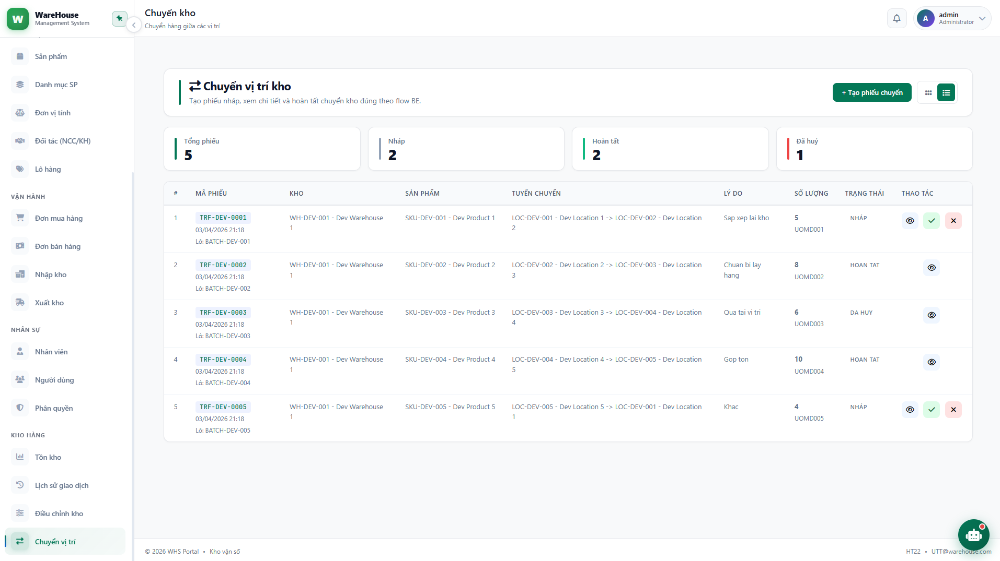 W
WareHouse
Management System
Sản phẩm
Danh mục SP
Đơn vị tính
Đối tác (NCC/KH)
Lô hàng
VẬN HÀNH
Đơn mua hàng
Đơn bán hàng
Nhập kho
Xuất kho
NHÂN SỰ
Nhân viên
Người dùng
Phân quyền
KHO HÀNG
Tồn kho
Lịch sử giao dịch
Điều chỉnh kho
Chuyển vị trí
Chuyển kho
Chuyển hàng giữa các vị trí
A
admin
Administrator
Chuyển vị trí kho
Tạo phiếu nháp, xem chi tiết và hoàn tất chuyển kho đúng theo flow BE.
+ Tạo phiếu chuyển
Tổng phiếu
5
Nháp
2
Hoàn tất
2
Đã huỷ
1
# MÃ PHIẾU KHO SẢN PHẨM TUYẾN CHUYỂN LÝ DO SỐ LƯỢNG TRẠNG THÁI THAO TÁC
1 TRF-DEV-0001 WH-DEV-001 - Dev Warehouse SKU-DEV-001 - Dev Product 1 LOC-DEV-001 - Dev Location 1 -> LOC-DEV-002 - Dev Location Sap xep lai kho 5 NHÁP
03/04/2026 21:18 1 2 UOMD001
Lô: BATCH-DEV-001
2 TRF-DEV-0002 WH-DEV-001 - Dev Warehouse SKU-DEV-002 - Dev Product 2 LOC-DEV-002 - Dev Location 2 -> LOC-DEV-003 - Dev Location Chuan bi lay 8 HOAN TAT
03/04/2026 21:18 1 3 hang UOMD002
Lô: BATCH-DEV-002
3 TRF-DEV-0003 WH-DEV-001 - Dev Warehouse SKU-DEV-003 - Dev Product 3 LOC-DEV-003 - Dev Location 3 -> LOC-DEV-004 - Dev Location Qua tai vi tri 6 DA HUY
03/04/2026 21:18 1 4 UOMD003
Lô: BATCH-DEV-003
4 TRF-DEV-0004 WH-DEV-001 - Dev Warehouse SKU-DEV-004 - Dev Product 4 LOC-DEV-004 - Dev Location 4 -> LOC-DEV-005 - Dev Location Gop ton 10 HOAN TAT
03/04/2026 21:18 1 5 UOMD004
Lô: BATCH-DEV-004
5 TRF-DEV-0005 WH-DEV-001 - Dev Warehouse SKU-DEV-005 - Dev Product 5 LOC-DEV-005 - Dev Location 5 -> LOC-DEV-001 - Dev Location Khac 4 NHÁP
03/04/2026 21:18 1 1 UOMD005
Lô: BATCH-DEV-005
© 2026 WHS Portal • Kho vận số
HT22 • UTT@warehouse.com